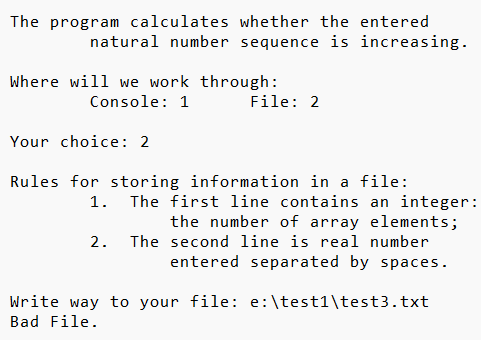 The program calculates whether the entered
natural number sequence is increasing.
Where will we work through:
Console: 1 File: 2
Your choice: 2
Rules for storing information in a file:
1. The first line contains an integer:
the number of array elements;
2. The second line is real number
entered separated by spaces.
Write way to your file: e:\test1\test3.txt
Bad File.